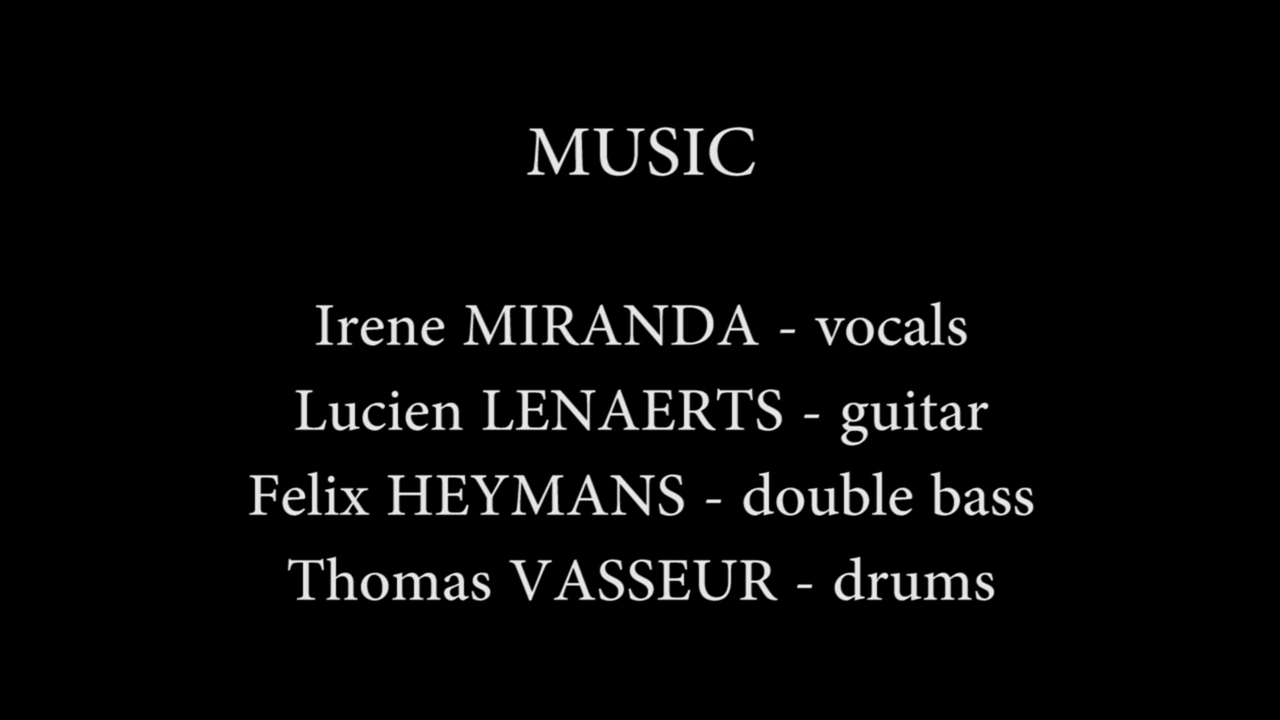 MUSIC
Irene MIRANDA - vocals
Lucien LENAERTS - guitar
Felix HEYMANS - double bass
Thomas VASSEUR - drums